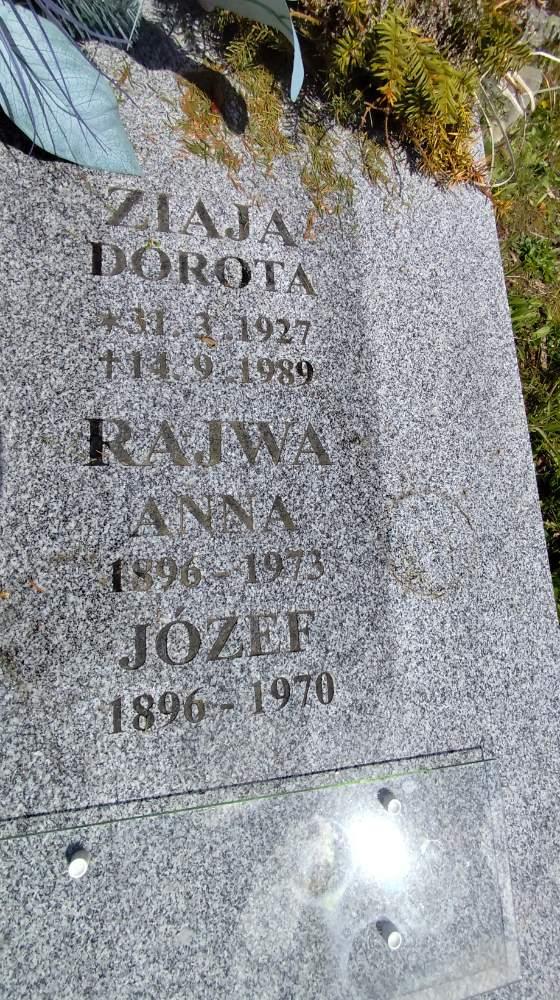 ZIAJA
DOROTA
*31.3.1927
†14.9.1989
RAJWA
ANNA
1896-1973
JÓZEF
1896-1970